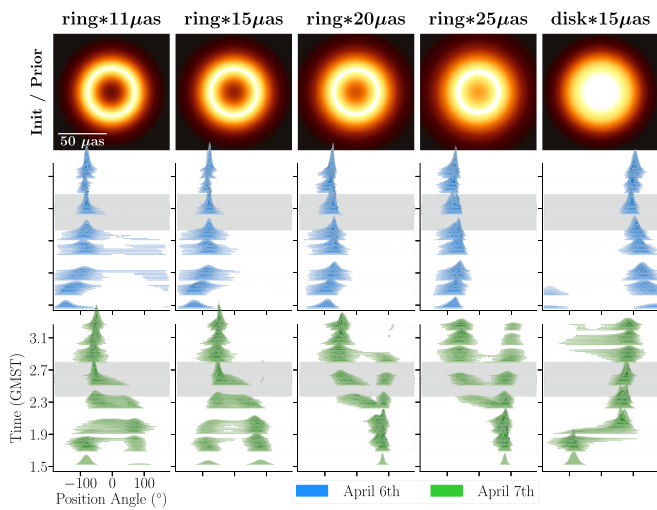 ring*11μas ring*15μas ring*20μas ring*25μas disk*15μas
Init / Prior
50 μas
3.1
2.7
2.3
1.9
1.5
Time (GMST)
−100 0 100
Position Angle (°)
April 6th April 7th